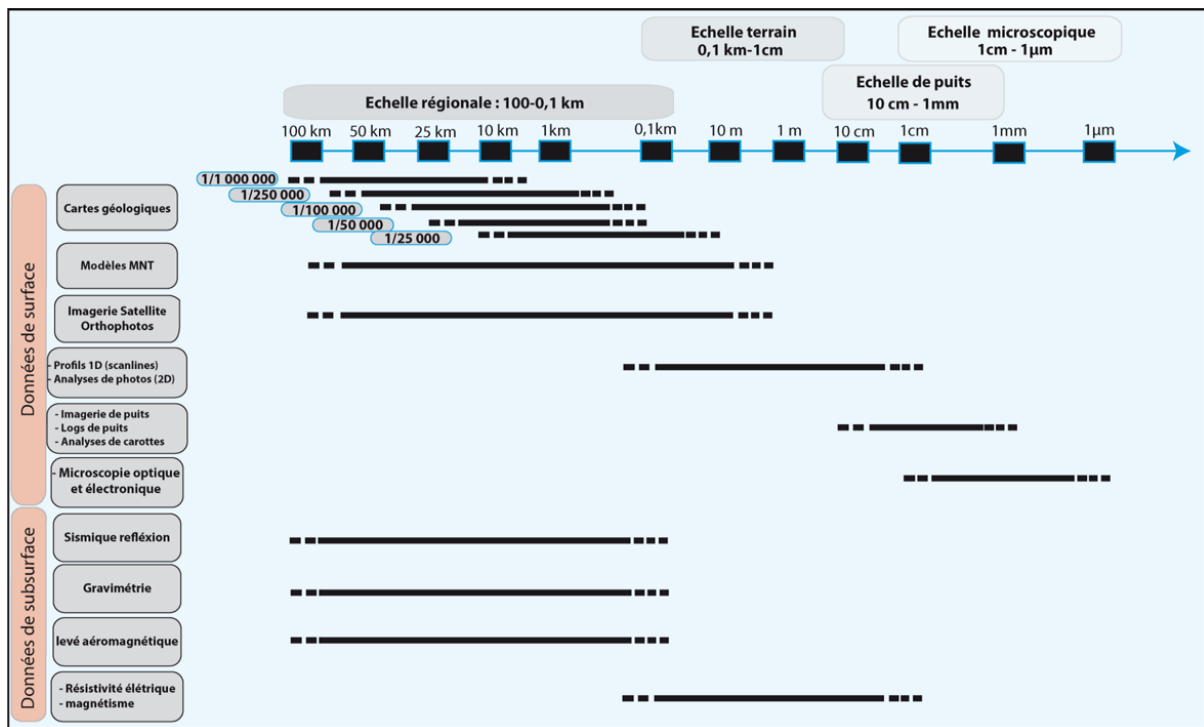 Echelle terrain
0,1 km-1cm
Echelle microscopique
1cm - 1µm
Echelle de puits
10 cm - 1mm
Echelle régionale : 100-0,1 km
100 km 50 km 25 km 10 km 1km 0,1km 10 m 1 m 10 cm 1cm 1mm 1µm
Données de surface
Cartes géologiques
1/1 000 000
1/250 000
1/100 000
1/50 000
1/25 000
Modèles MNT
Imagerie Satellite
Orthophotos
- Profils 1D (scanlines)
- Analyses de photos (2D)
- Imagerie de puits
- Logs de puits
- Analyses de carottes
- Microscopie optique
et électronique
Données de subsurface
Sismique refléxion
Gravimétrie
levé aéromagnétique
- Résistivité élétrique
- magnétisme